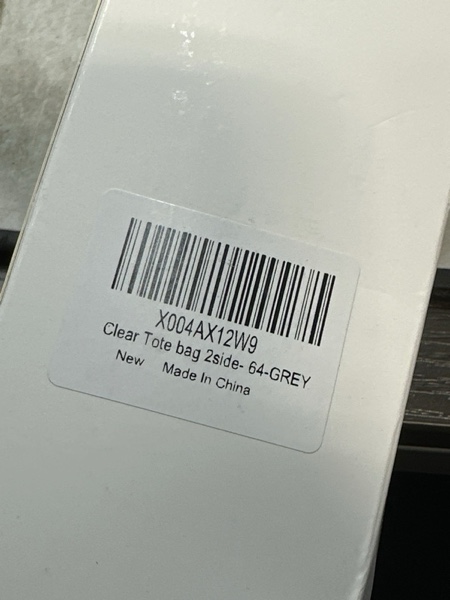 X004AX12W9
Clear Tote bag 2side- 64-GREY
New Made In China